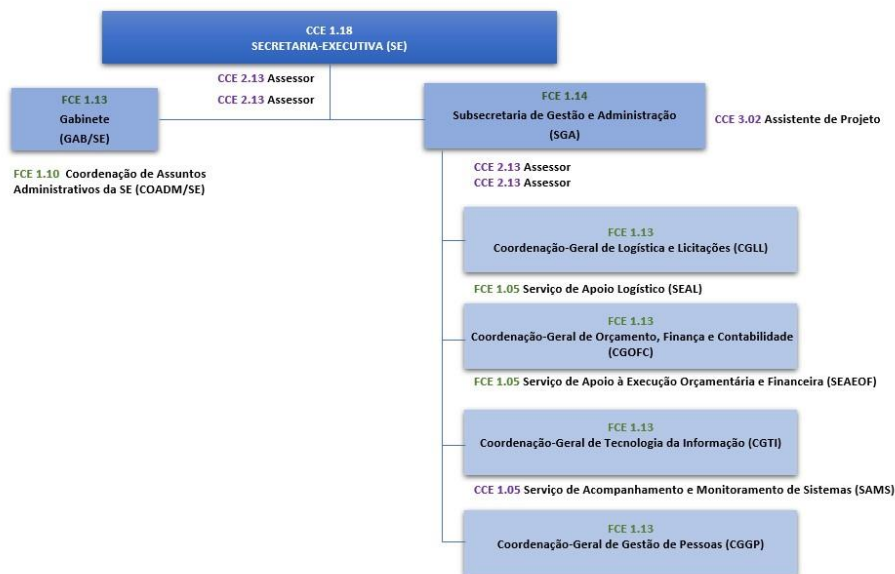 CCE 1.18
SECRETARIA-EXECUTIVA (SE)
CCE 2.13 Assessor
CCE 2.13 Assessor
FCE 1.13
Gabinete
(GAB/SE)
FCE 1.10 Coordenação de Assuntos
Administrativos da SE (COADM/SE)
FCE 1.14
Subsecretaria de Gestão e Administração
(SGA)
CCE 3.02 Assistente de Projeto
CCE 2.13 Assessor
CCE 2.13 Assessor
FCE 1.13
Coordenação-Geral de Logística e Licitações (CGLL)
FCE 1.05 Serviço de Apoio Logístico (SEAL)
FCE 1.13
Coordenação-Geral de Orçamento, Finança e Contabilidade
(CGOFC)
FCE 1.05 Serviço de Apoio à Execução Orçamentária e Financeira (SEAEOF)
FCE 1.13
Coordenação-Geral de Tecnologia da Informação (CGTI)
CCE 1.05 Serviço de Acompanhamento e Monitoramento de Sistemas (SAMS)
FCE 1.13
Coordenação-Geral de Gestão de Pessoas (CGGP)